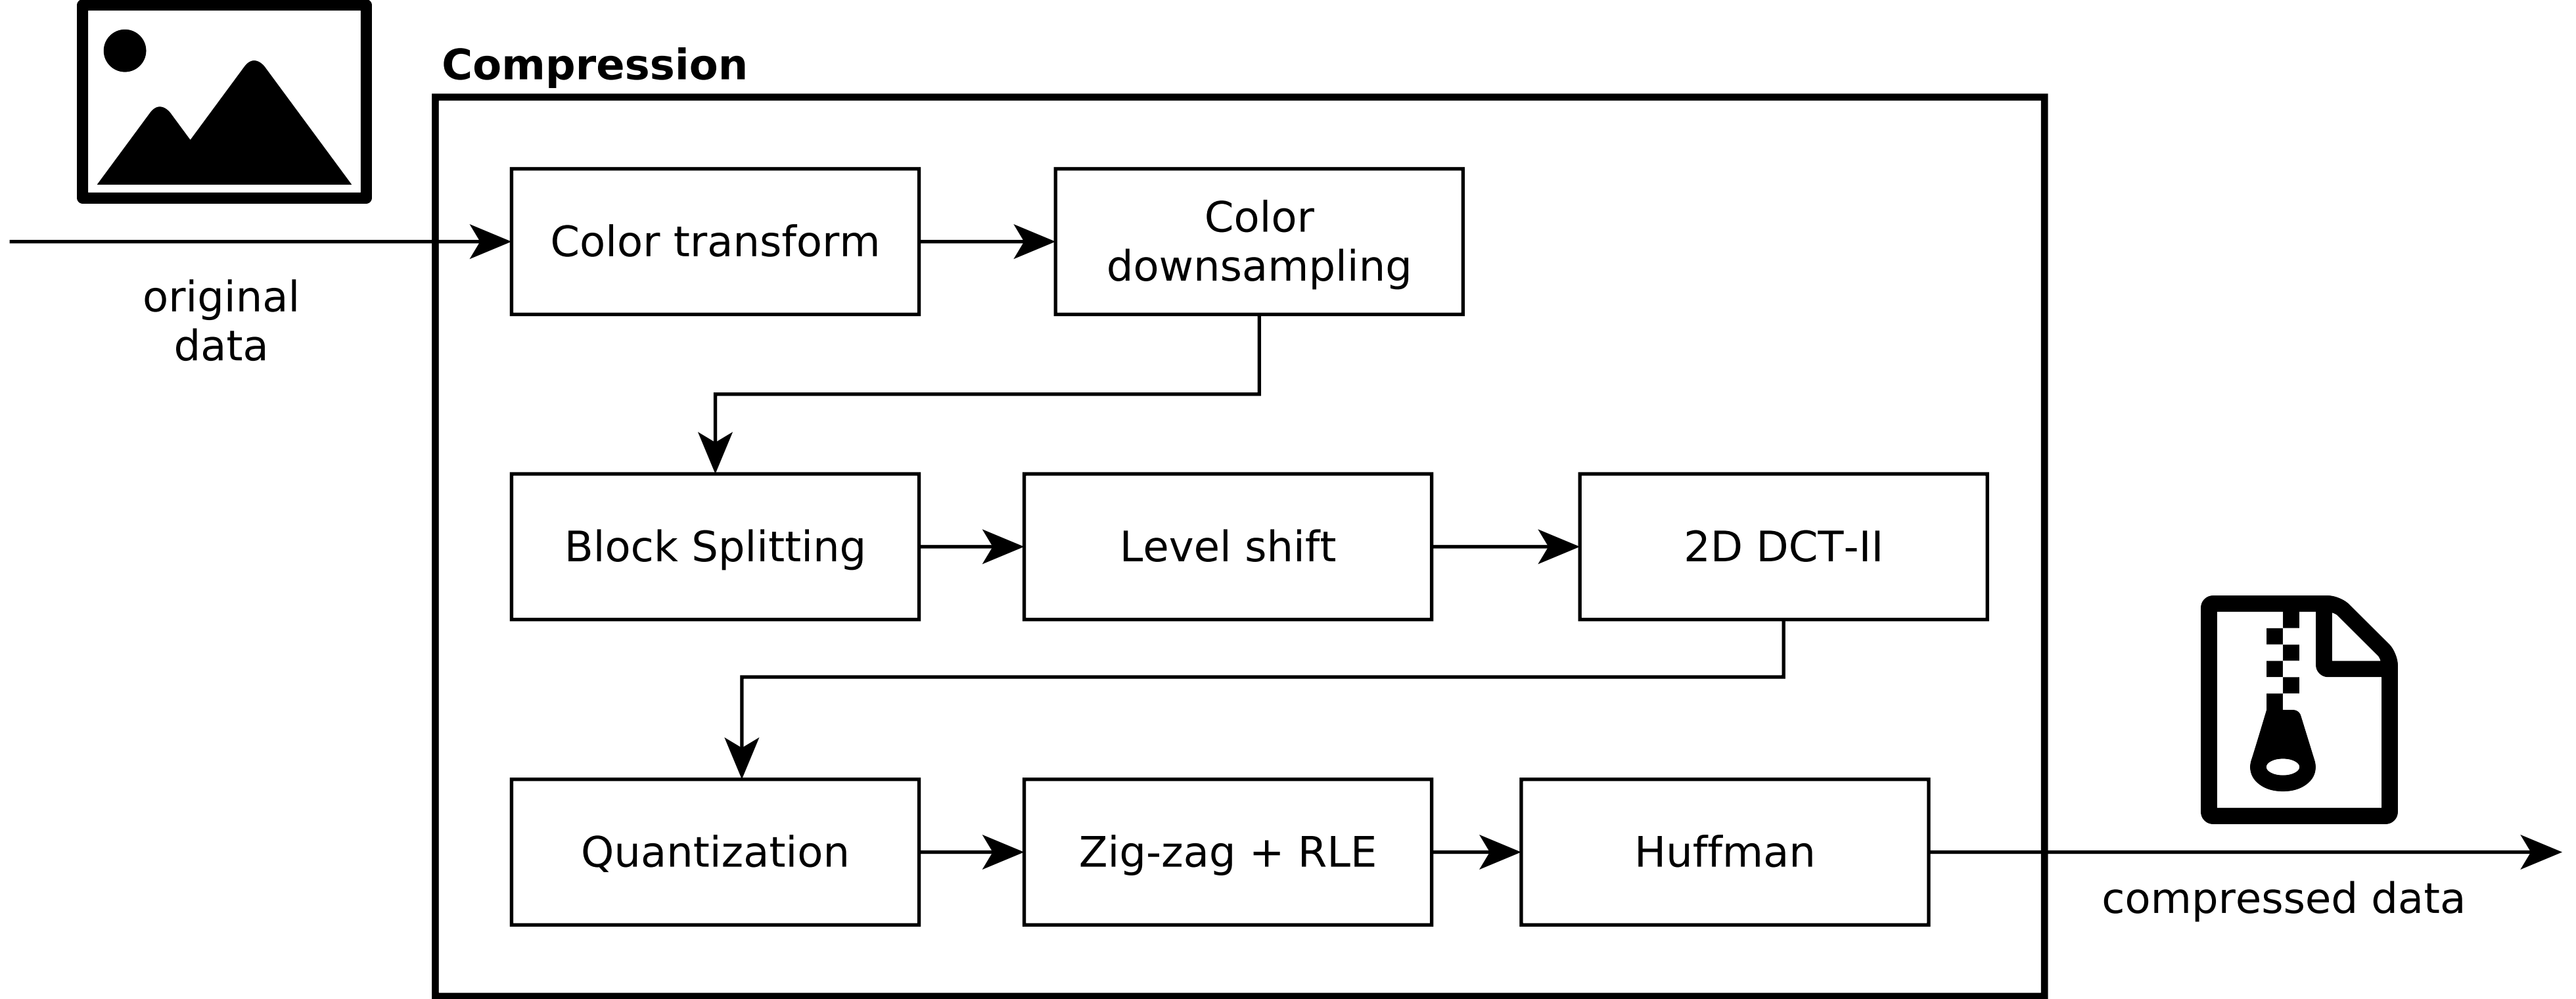 Compression
original
data
Color transform
Color
downsampling
Block Splitting
Level shift
2D DCT-II
Quantization
Zig-zag + RLE
Huffman
compressed data